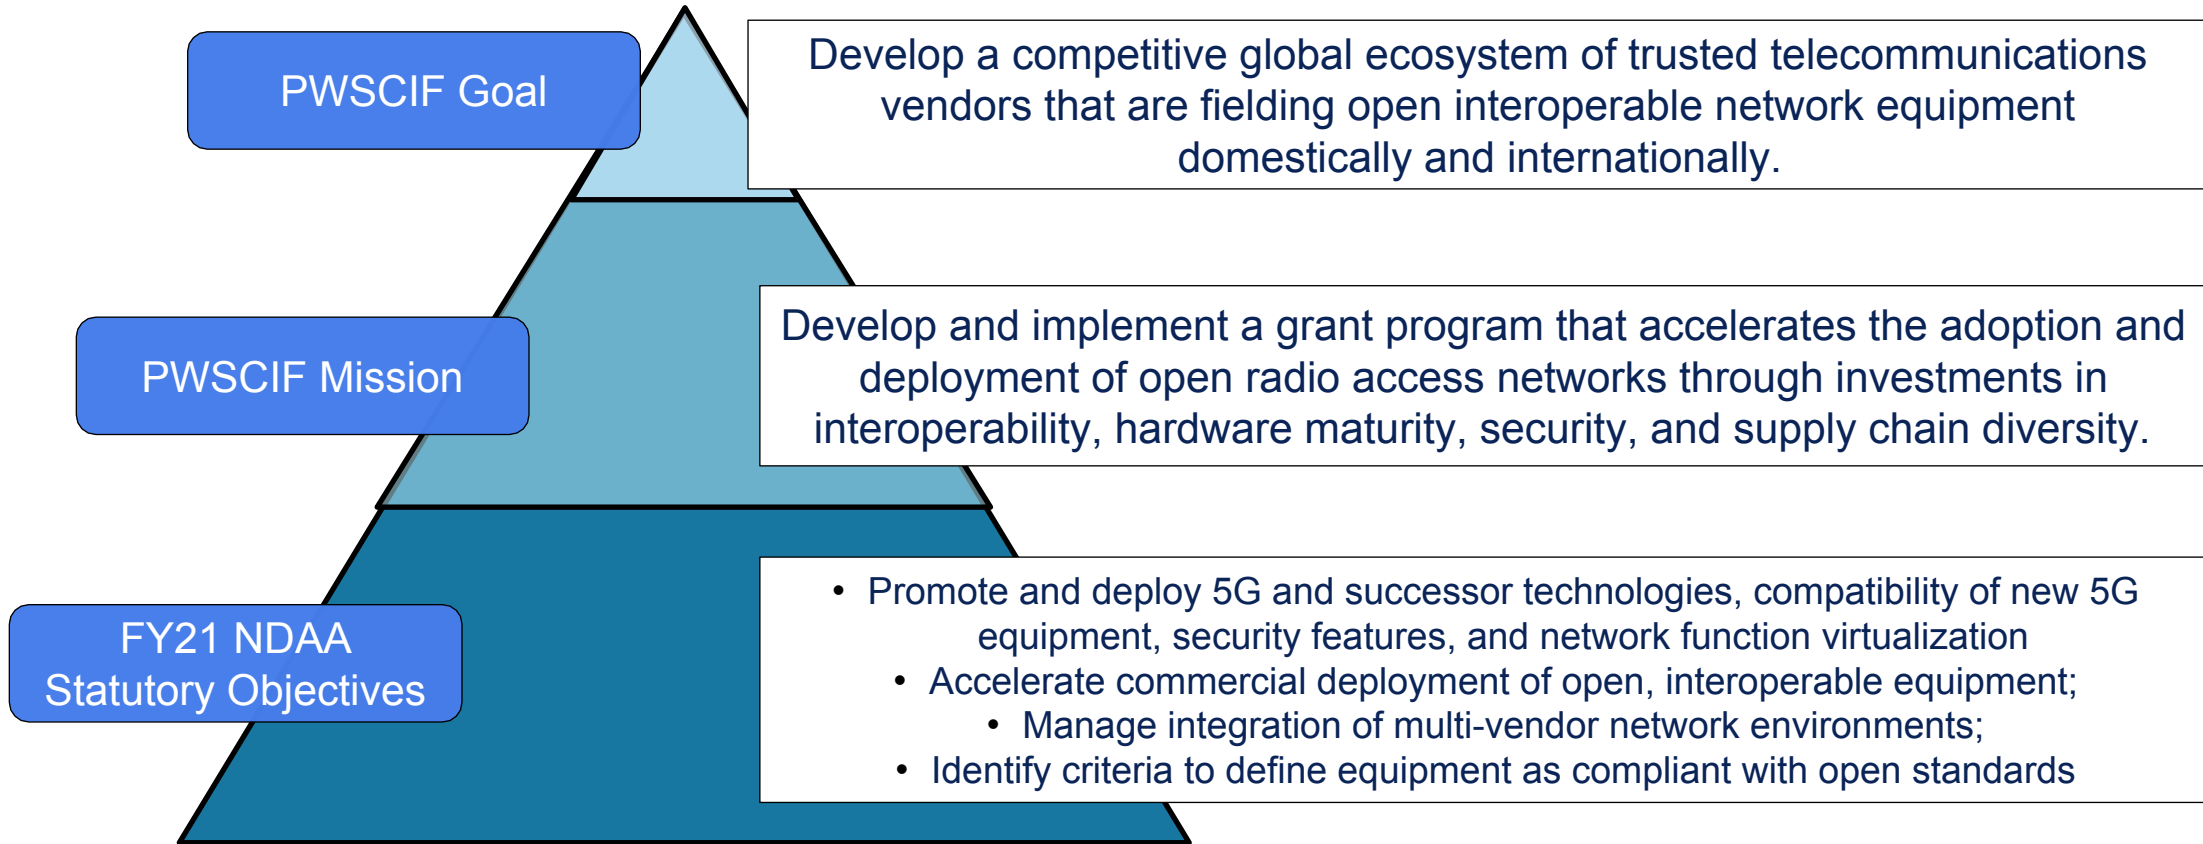 PWSCIF Goal
Develop a competitive global ecosystem of trusted telecommunications
vendors that are fielding open interoperable network equipment
domestically and internationally.
PWSCIF Mission
Develop and implement a grant program that accelerates the adoption and
deployment of open radio access networks through investments in
interoperability, hardware maturity, security, and supply chain diversity.
FY21 NDAA
Statutory Objectives
• Promote and deploy 5G and successor technologies, compatibility of new 5G
equipment, security features, and network function virtualization
• Accelerate commercial deployment of open, interoperable equipment;
• Manage integration of multi-vendor network environments;
• Identify criteria to define equipment as compliant with open standards